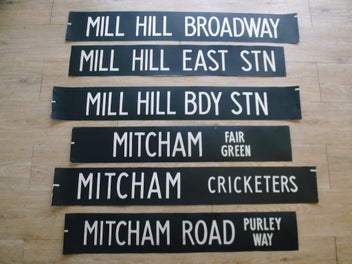 MILL HILL BROADWAY
MILL HILL EAST STN
MILL HILL BDY STN
MITCHAM FAIR GREEN
MITCHAM CRICKETERS
MITCHAM ROAD PURLEY WAY